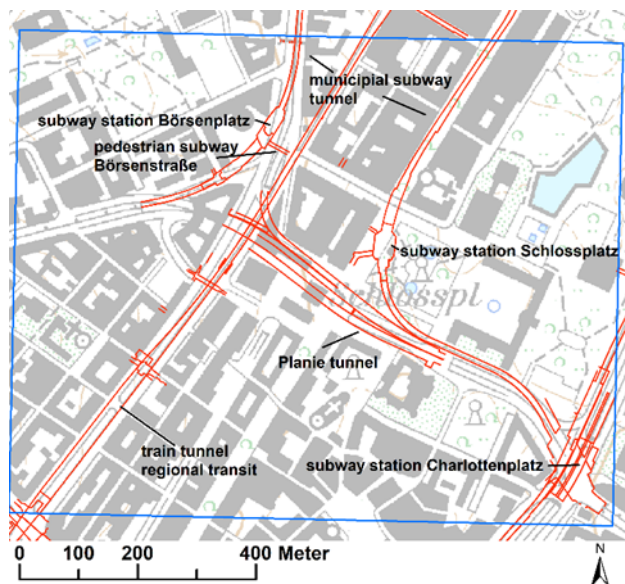 municipial subway
tunnel
subway station Börsenplatz
pedestrian subway
Börsenstraße
subway station Schlossplatz
Schlosspl
Planie tunnel
train tunnel
regional transit
subway station Charlottenplatz
0 100 200 400 Meter
N